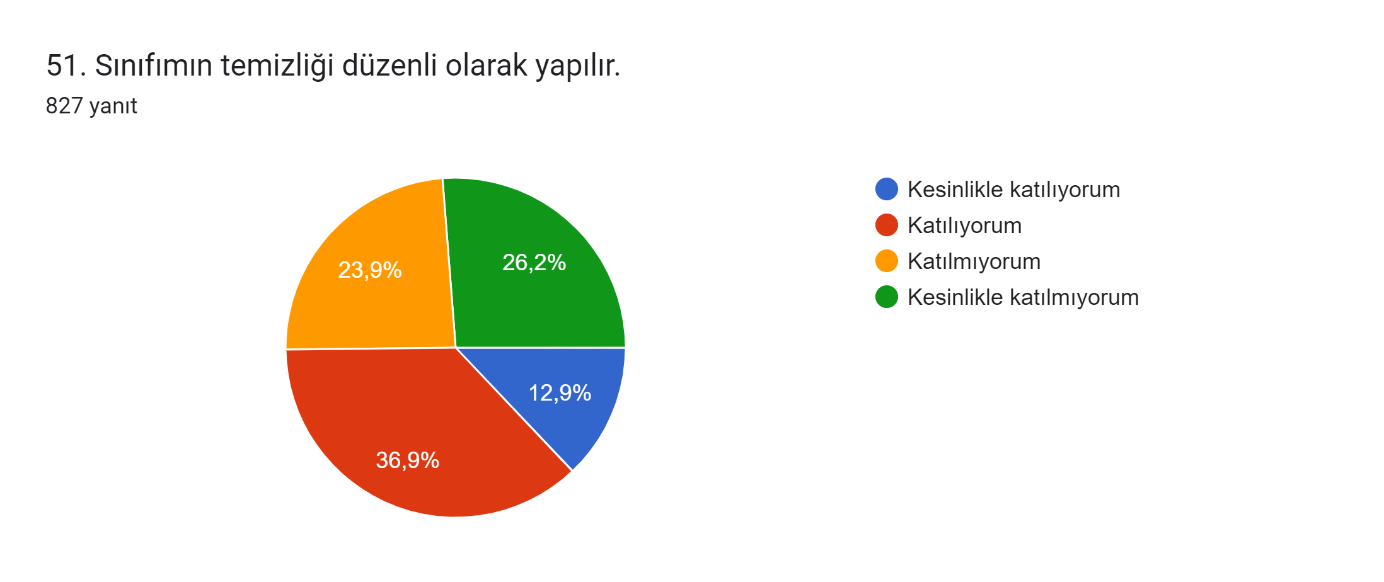 51. Sınıfımın temizliği düzenli olarak yapılır.
827 yanıt
Kesinlikle katılıyorum
Katılıyorum
Katılmıyorum
Kesinlikle katılmıyorum
23,9%
26,2%
12,9%
36,9%